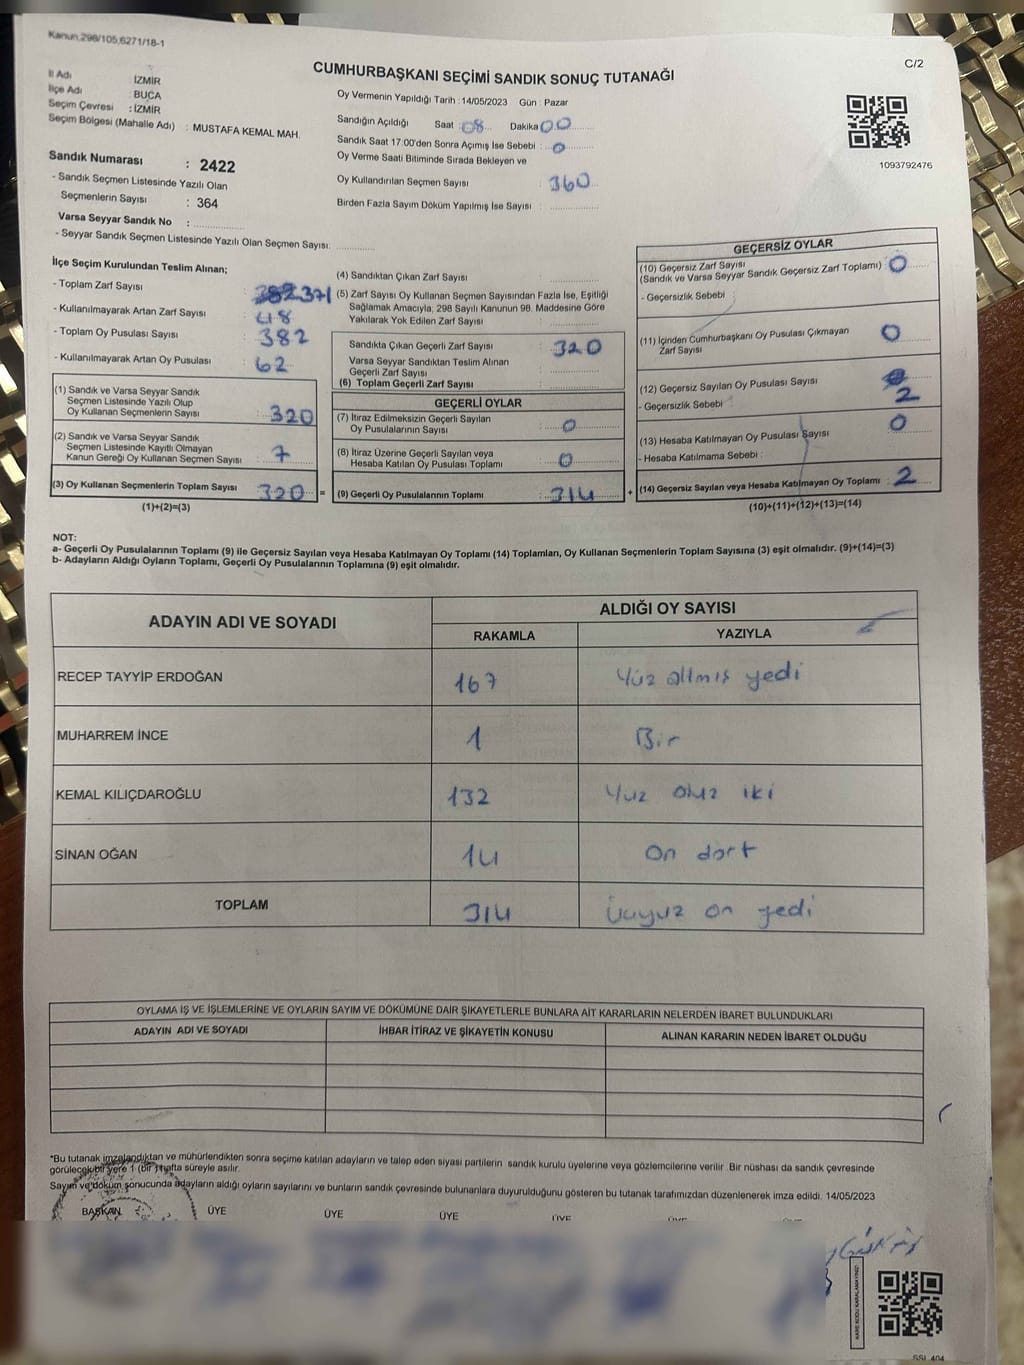 Kanun,298/105,6271/18-1
C/2
CUMHURBAŞKANI SEÇİMİ SANDIK SONUÇ TUTANAĞI
İl Adı İZMİR
İlçe Adı BUCA
Seçim Çevresi : İZMİR
Seçim Bölgesi (Mahalle Adı) : MUSTAFA KEMAL MAH.
Sandık Numarası : 2422
- Sandık Seçmen Listesinde Yazılı Olan
Seçmenlerin Sayısı : 364
Varsa Seyyar Sandık No :
- Seyyar Sandık Seçmen Listesinde Yazılı Olan Seçmen Sayısı:
Oy Vermenin Yapıldığı Tarih : 14/05/2023 Gün : Pazar
Sandığın Açıldığı Saat : 08 Dakika 00
Sandık Saat 17:00'den Sonra Açımış İse Sebebi : 0
Oy Verme Saati Bitiminde Sırada Bekleyen ve
Oy Kullandırılan Seçmen Sayısı : 360
Birden Fazla Sayım Döküm Yapılmış İse Sayısı :
1093792476
İlçe Seçim Kurulundan Teslim Alınan;
- Toplam Zarf Sayısı 371
- Kullanılmayarak Artan Zarf Sayısı 48
- Toplam Oy Pusulası Sayısı 382
- Kullanılmayarak Artan Oy Pusulası 62
(1) Sandık ve Varsa Seyyar Sandık
Seçmen Listesinde Yazılı Olup
Oy Kullanan Seçmenlerin Sayısı : 320
(2) Sandık ve Varsa Seyyar Sandık
Seçmen Listesinde Kayıtlı Olmayan
Kanun Gereği Oy Kullanan Seçmen Sayısı : 7
(3) Oy Kullanan Seçmenlerin Toplam Sayısı 320 =
(1)+(2)=(3)
(4) Sandıktan Çıkan Zarf Sayısı
(5) Zarf Sayısı Oy Kullanan Seçmen Sayısından Fazla İse, Eşitliği
Sağlamak Amacıyla; 298 Sayılı Kanunun 98. Maddesine Göre
Yakılarak Yok Edilen Zarf Sayısı
Sandıkta Çıkan Geçerli Zarf Sayısı 320
Varsa Seyyar Sandıktan Teslim Alınan
Geçerli Zarf Sayısı
(6) Toplam Geçerli Zarf Sayısı
GEÇERLİ OYLAR
(7) İtiraz Edilmeksizin Geçerli Sayılan
Oy Pusulalarının Sayısı : 0
(8) İtiraz Üzerine Geçerli Sayılan veya
Hesaba Katılan Oy Pusulası Toplamı : 0
(9) Geçerli Oy Pusulalarının Toplamı : 314 +
GEÇERSİZ OYLAR
(10) Geçersiz Zarf Sayısı
(Sandık ve Varsa Seyyar Sandık Geçersiz Zarf Toplamı) : 0
- Geçersizlik Sebebi :
(11) İçinden Cumhurbaşkanı Oy Pusulası Çıkmayan
Zarf Sayısı 0
(12) Geçersiz Sayılan Oy Pusulası Sayısı
- Geçersizlik Sebebi : 2
(13) Hesaba Katılmayan Oy Pusulası Sayısı 0
- Hesaba Katılmama Sebebi :
(14) Geçersiz Sayılan veya Hesaba Katılmayan Oy Toplamı : 2
(10)+(11)+(12)+(13)=(14)
NOT:
a- Geçerli Oy Pusulalarının Toplamı (9) ile Geçersiz Sayılan veya Hesaba Katılmayan Oy Toplamı (14) Toplamları, Oy Kullanan Seçmenlerin Toplam Sayısına (3) eşit olmalıdır. (9)+(14)=(3)
b- Adayların Aldığı Oyların Toplamı, Geçerli Oy Pusulalarının Toplamına (9) eşit olmalıdır.
ADAYIN ADI VE SOYADI
ALDIĞI OY SAYISI
RAKAMLA YAZIYLA
RECEP TAYYİP ERDOĞAN 167 Yüz altmış yedi
MUHARREM İNCE 1 Bir
KEMAL KILIÇDAROĞLU 132 Yuz otuz iki
SİNAN OĞAN 14 On dört
TOPLAM 314 Üçyüz on yedi
OYLAMA İŞ VE İŞLEMLERİNE VE OYLARIN SAYIM VE DÖKÜMÜNE DAİR ŞİKAYETLERLE BUNLARA AİT KARARLARIN NELERDEN İBARET BULUNDUKLARI
ADAYIN ADI VE SOYADI İHBAR İTİRAZ VE ŞİKAYETİN KONUSU ALINAN KARARIN NEDEN İBARET OLDUĞU
*Bu tutanak imzalandıktan ve mühürlendikten sonra seçime katılan adayların ve talep eden siyasi partilerin sandık kurulu üyelerine veya gözlemcilerine verilir. Bir nüshası da sandık çevresinde
görülecek bir yere 1 (bir) hafta süreyle asılır.
Sayım ve döküm sonucunda adayların aldığı oyların sayılarını ve bunların sandık çevresinde bulunanlara duyurulduğunu gösteren bu tutanak tarafımızdan düzenlenerek imza edildi. 14/05/2023
BAŞKAN ÜYE ÜYE ÜYE ÜYE ÜYE
KARE KODU KARALAMAYINIZ!